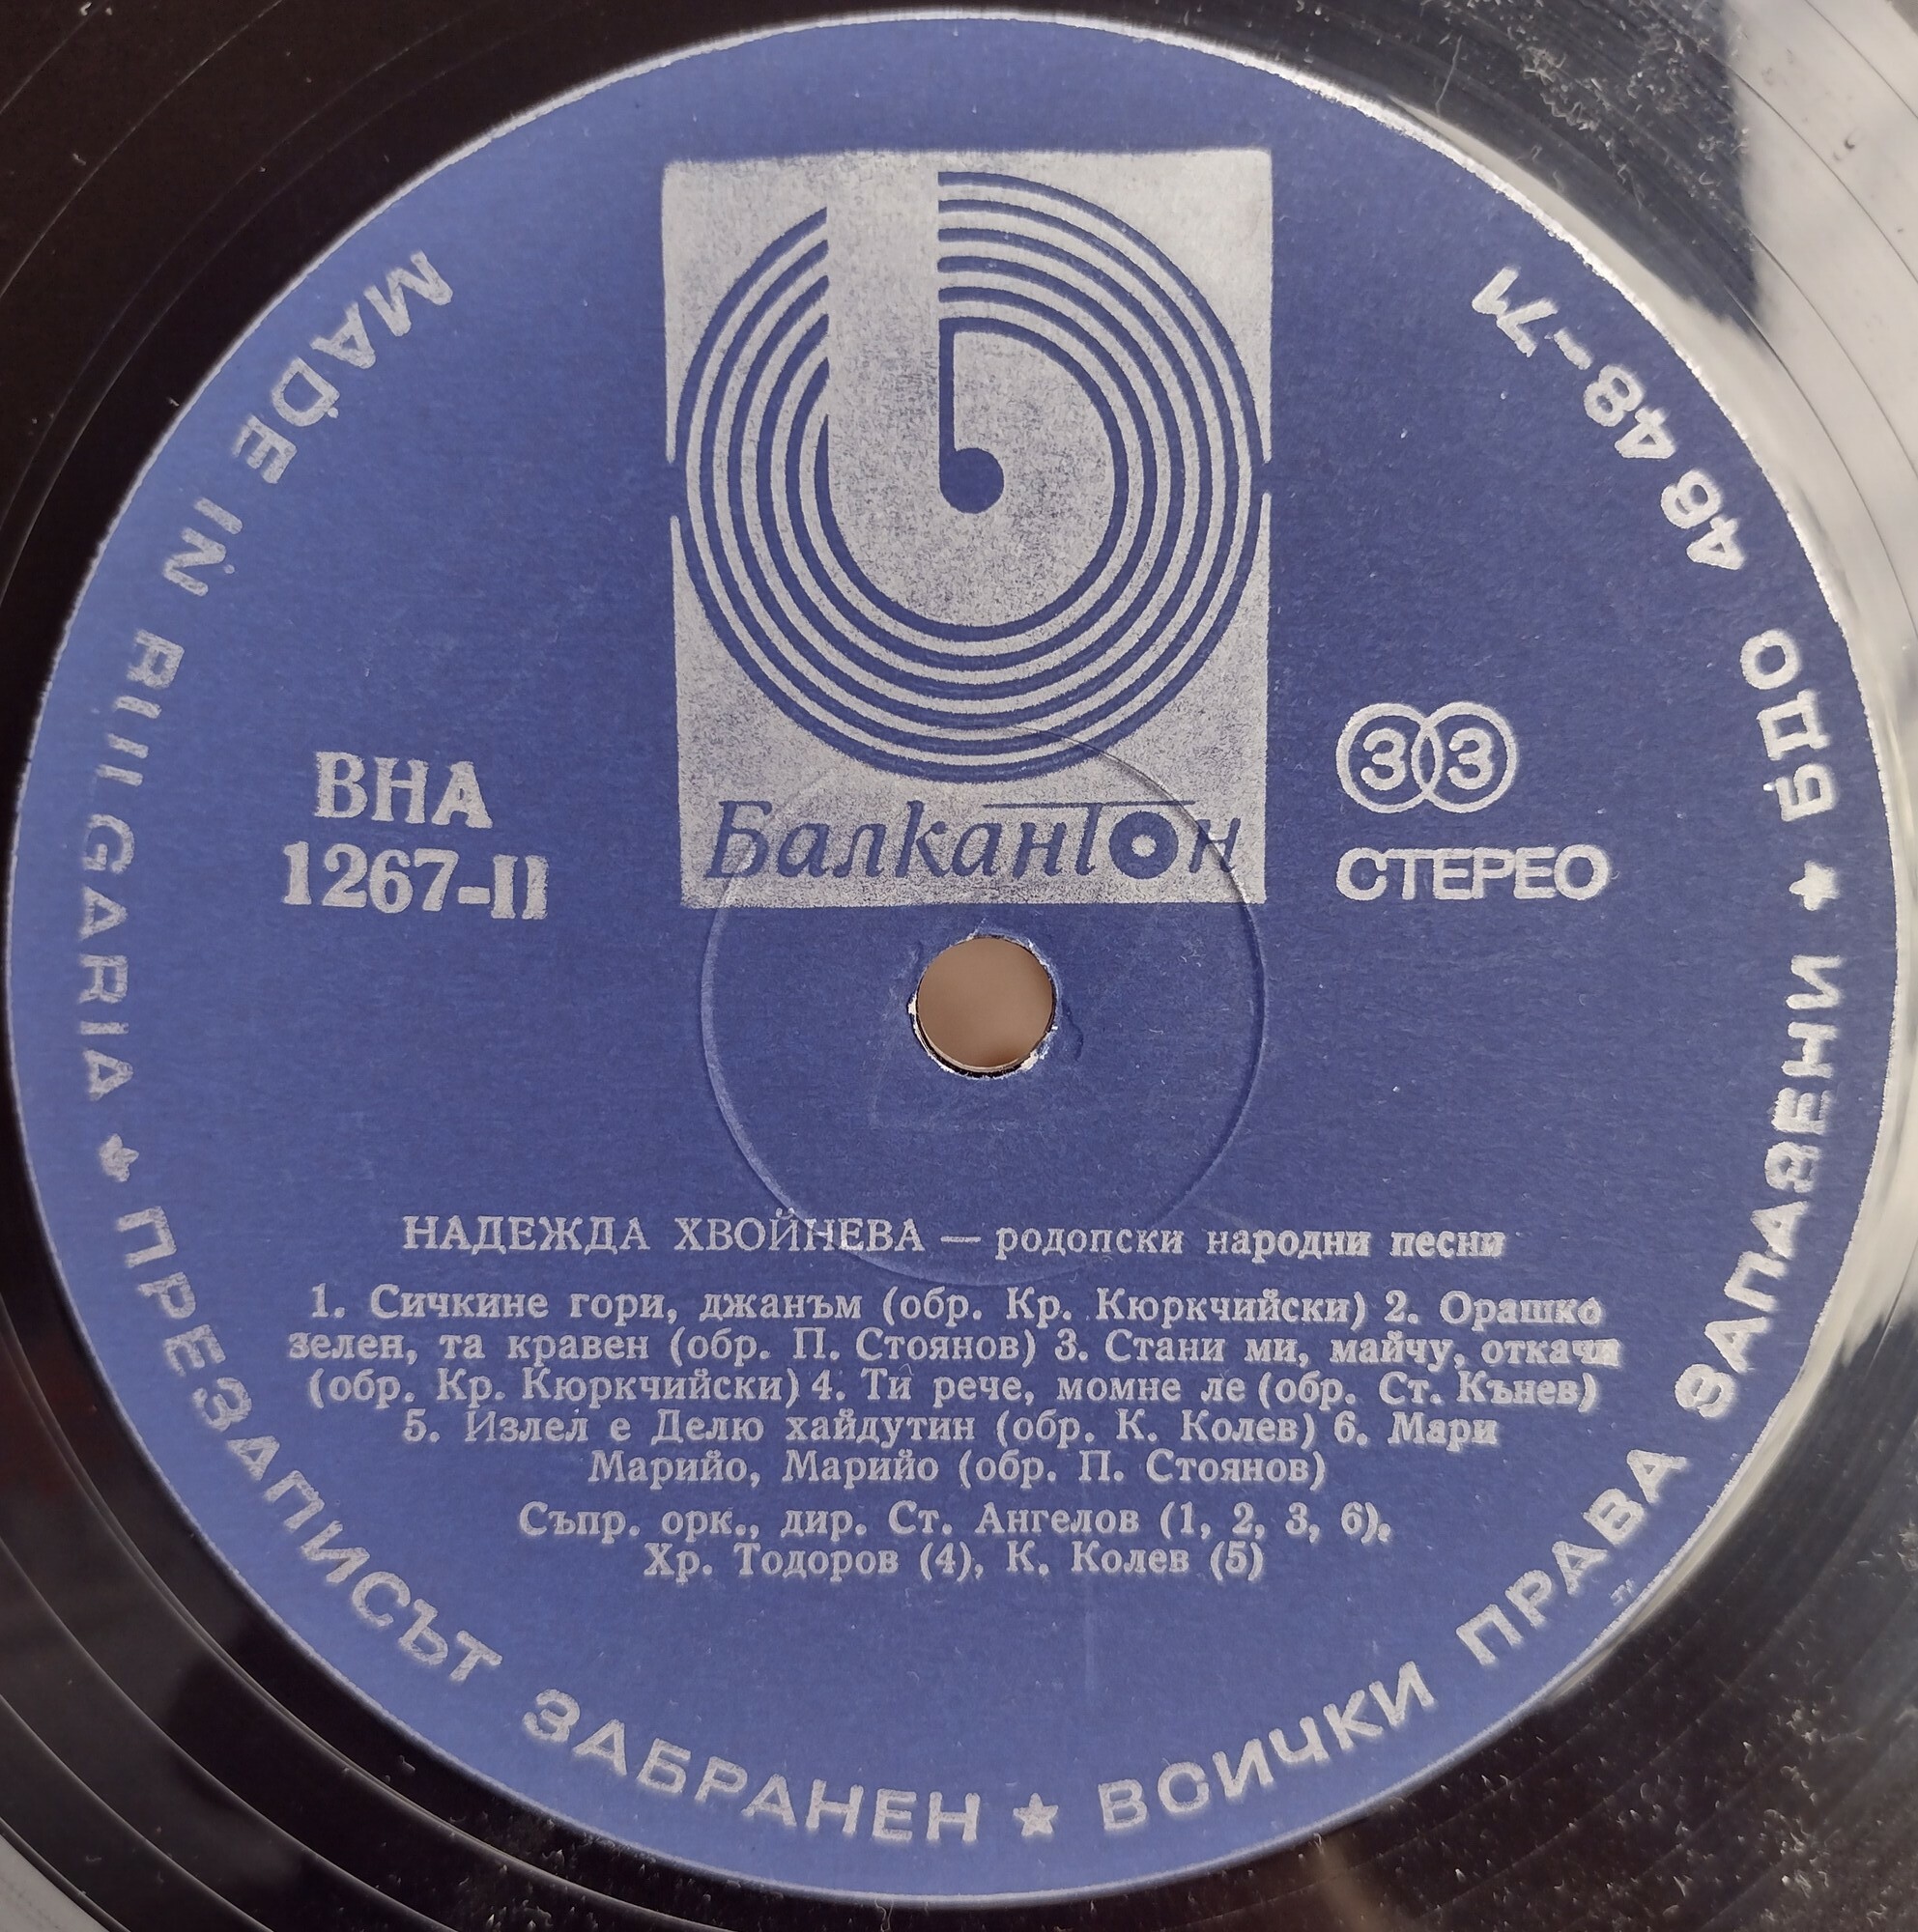 Балкантон
ВНА
1267-II
33
СТЕРЕО
НАДЕЖДА ХВОЙНЕВА — родопски народни песни
1. Сичкине гори, джанъм (обр. Кр. Кюркчийски) 2. Орашко
зелен, та кравен (обр. П. Стоянов) 3. Стани ми, майчу, откачи
(обр. Кр. Кюркчийски) 4. Ти рече, момне ле (обр. Ст. Кънев)
5. Излел е Делю хайдутин (обр. К. Колев) 6. Мари
Марийо, Марийо (обр. П. Стоянов)
Съпр. орк., дир. Ст. Ангелов (1, 2, 3, 6),
Хр. Тодоров (4), К. Колев (5)
MADE IN BULGARIA ★ ПРЕЗАПИСЪТ ЗАБРАНЕН ★ ВСИЧКИ ПРАВА ЗАПАЗЕНИ ★ БДО 46 48-71